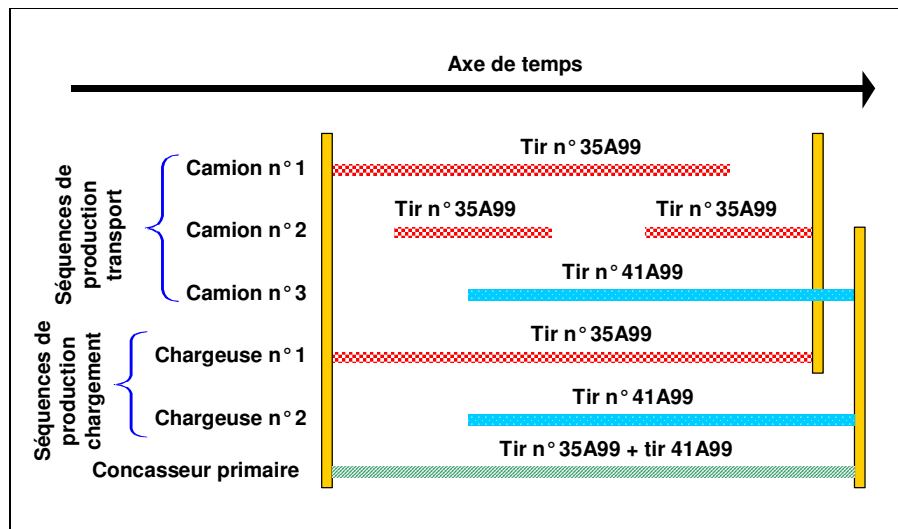 Axe de temps
Séquences de
production
transport
Camion n°1
Tir n°35A99
Camion n°2
Tir n°35A99
Tir n°35A99
Camion n°3
Tir n°41A99
Séquences de
production
chargement
Chargeuse n°1
Tir n°35A99
Chargeuse n°2
Tir n°41A99
Concasseur primaire
Tir n°35A99 + tir 41A99